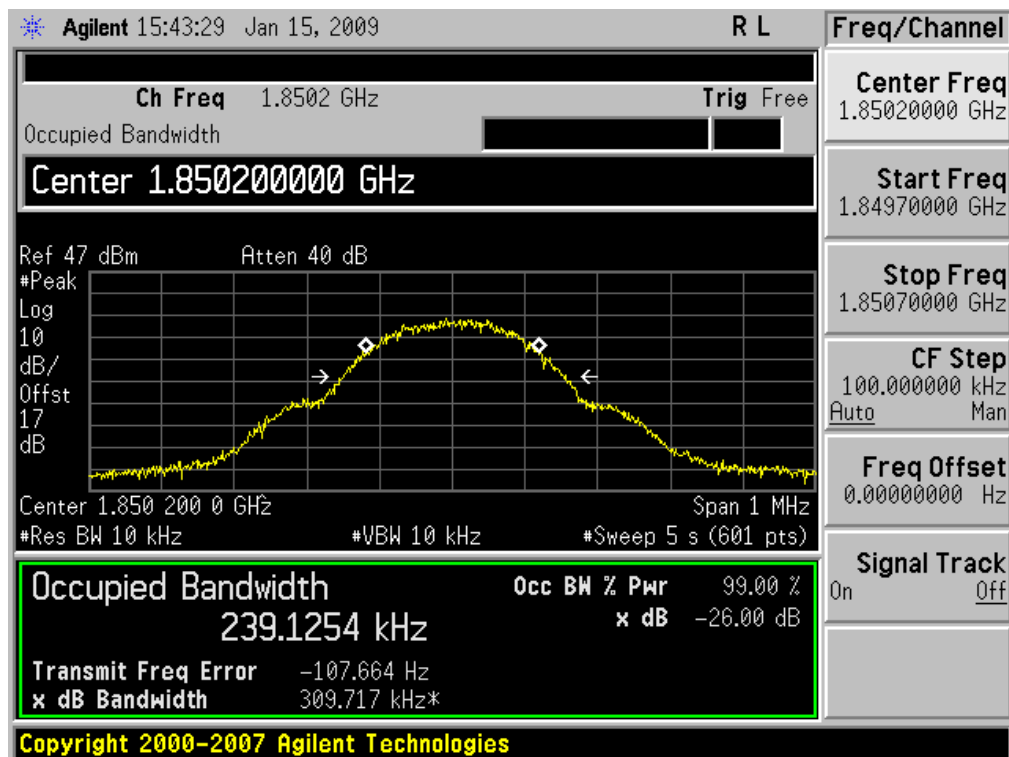 Agilent 15:43:29 Jan 15, 2009 R L
Freq/Channel
Ch Freq 1.8502 GHz Trig Free
Occupied Bandwidth
Center 1.850200000 GHz
Ref 47 dBm Atten 40 dB
#Peak
Log
10
dB/
Offst
17
dB
Center 1.850 200 0 GHz Span 1 MHz
#Res BW 10 kHz #VBW 10 kHz #Sweep 5 s (601 pts)
Occupied Bandwidth
239.1254 kHz
Occ BW % Pwr 99.00 %
x dB -26.00 dB
Transmit Freq Error -107.664 Hz
x dB Bandwidth 309.717 kHz*
Center Freq
1.85020000 GHz
Start Freq
1.84970000 GHz
Stop Freq
1.85070000 GHz
CF Step
100.000000 kHz
Auto Man
Freq Offset
0.00000000 Hz
Signal Track
On Off
Copyright 2000-2007 Agilent Technologies